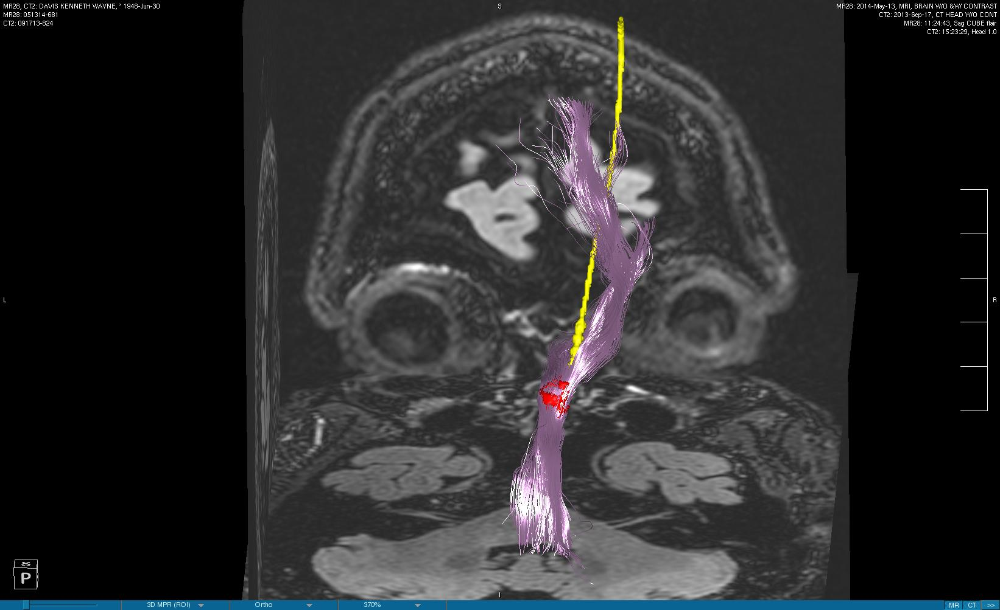 MR28, CT2: DAVIS KENNETH WAYNE, * 1948-Jun-30
MR28: 051314-681
CT2: 091713-824
S
MR28: 2014-May-13, MRI, BRAIN W/O &W/ CONTRAST
CT2: 2013-Sep-17, CT HEAD W/O CONT
MR28: 11:24:43, Sag CUBE flair
CT2: 15:23:29, Head 1.0
L
R
S
P
I
3D MPR (ROI)
Ortho
370%
MR
CT
>>